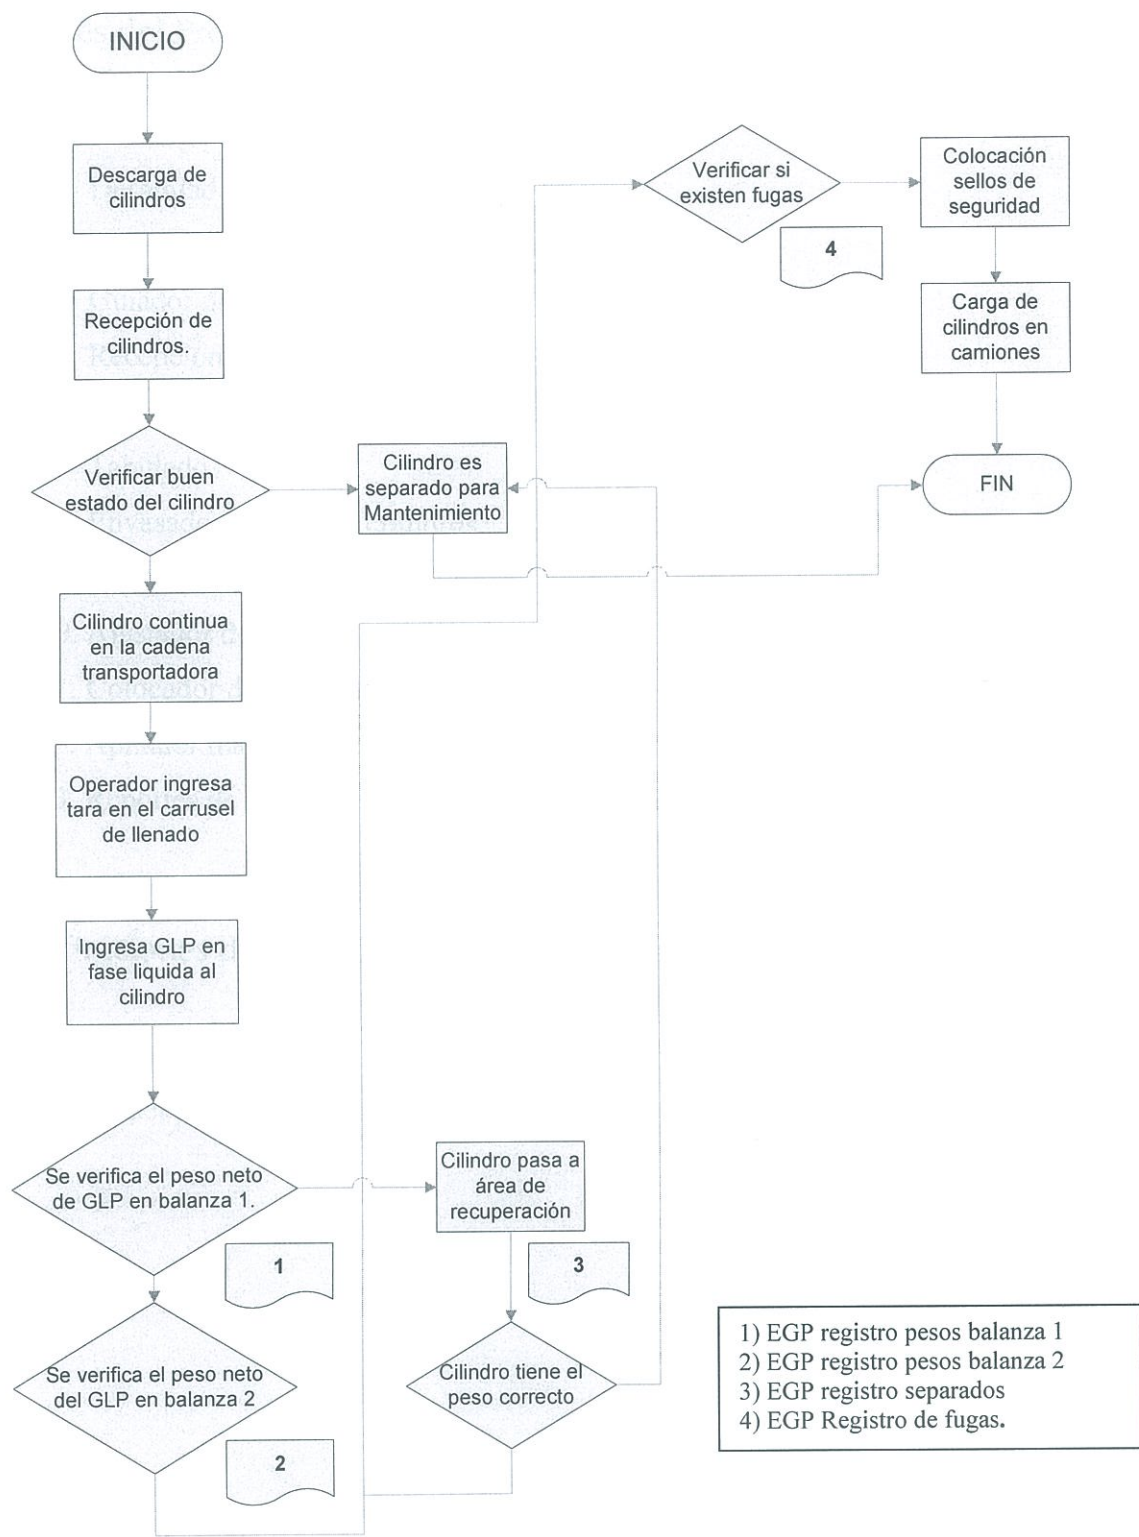 INICIO
Descarga de
cilindros
Recepción de
cilindros.
Verificar buen
estado del cilindro
Cilindro es
separado para
Mantenimiento
Cilindro continua
en la cadena
transportadora
Operador ingresa
tara en el carrusel
de llenado
Ingresa GLP en
fase liquida al
cilindro
Se verifica el peso neto
de GLP en balanza 1.
1
Se verifica el peso neto
del GLP en balanza 2
2
Cilindro pasa a
área de
recuperación
3
Cilindro tiene el
peso correcto
Verificar si
existen fugas
4
Colocación
sellos de
seguridad
Carga de
cilindros en
camiones
FIN
1) EGP registro pesos balanza 1
2) EGP registro pesos balanza 2
3) EGP registro separados
4) EGP Registro de fugas.